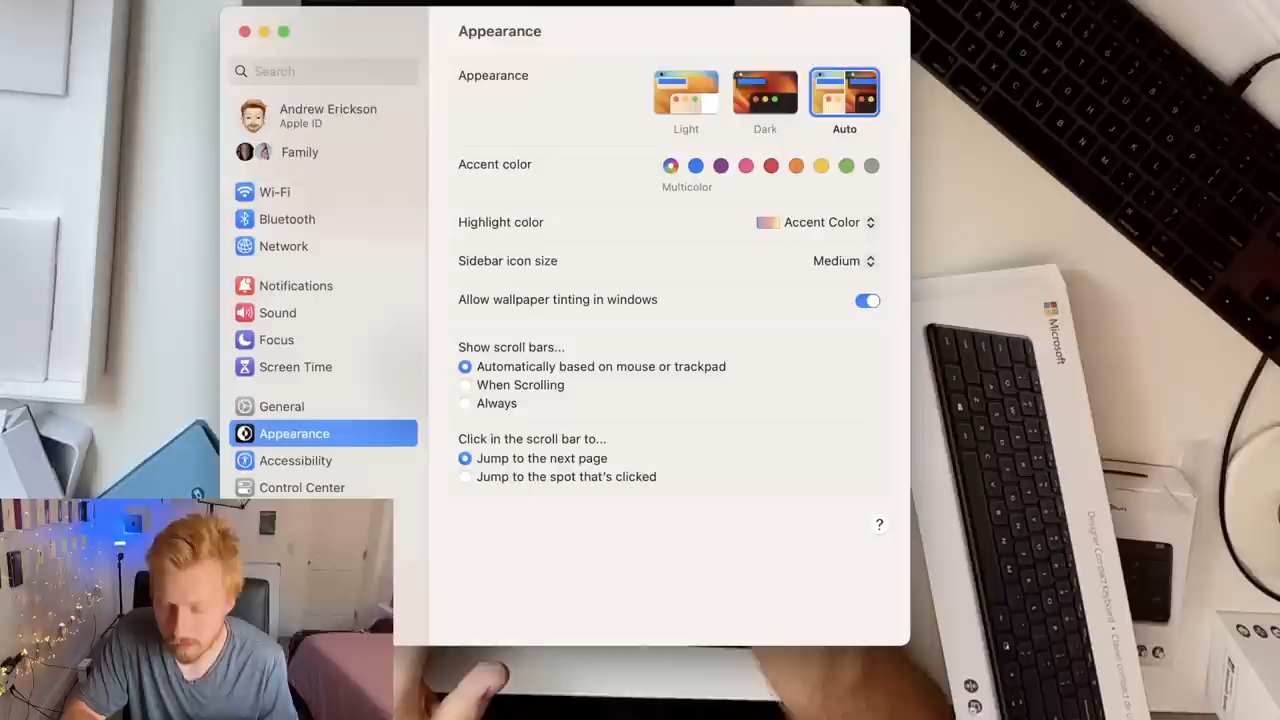 Appearance
Search
Andrew Erickson
Apple ID
Family
Wi-Fi
Bluetooth
Network
Notifications
Sound
Focus
Screen Time
General
Appearance
Accessibility
Control Center
Appearance
Light
Dark
Auto
Accent color
Multicolor
Highlight color
Accent Color
Sidebar icon size
Medium
Allow wallpaper tinting in windows
Show scroll bars...
Automatically based on mouse or trackpad
When Scrolling
Always
Click in the scroll bar to...
Jump to the next page
Jump to the spot that's clicked
?
Microsoft
Designer Compact Keyboard